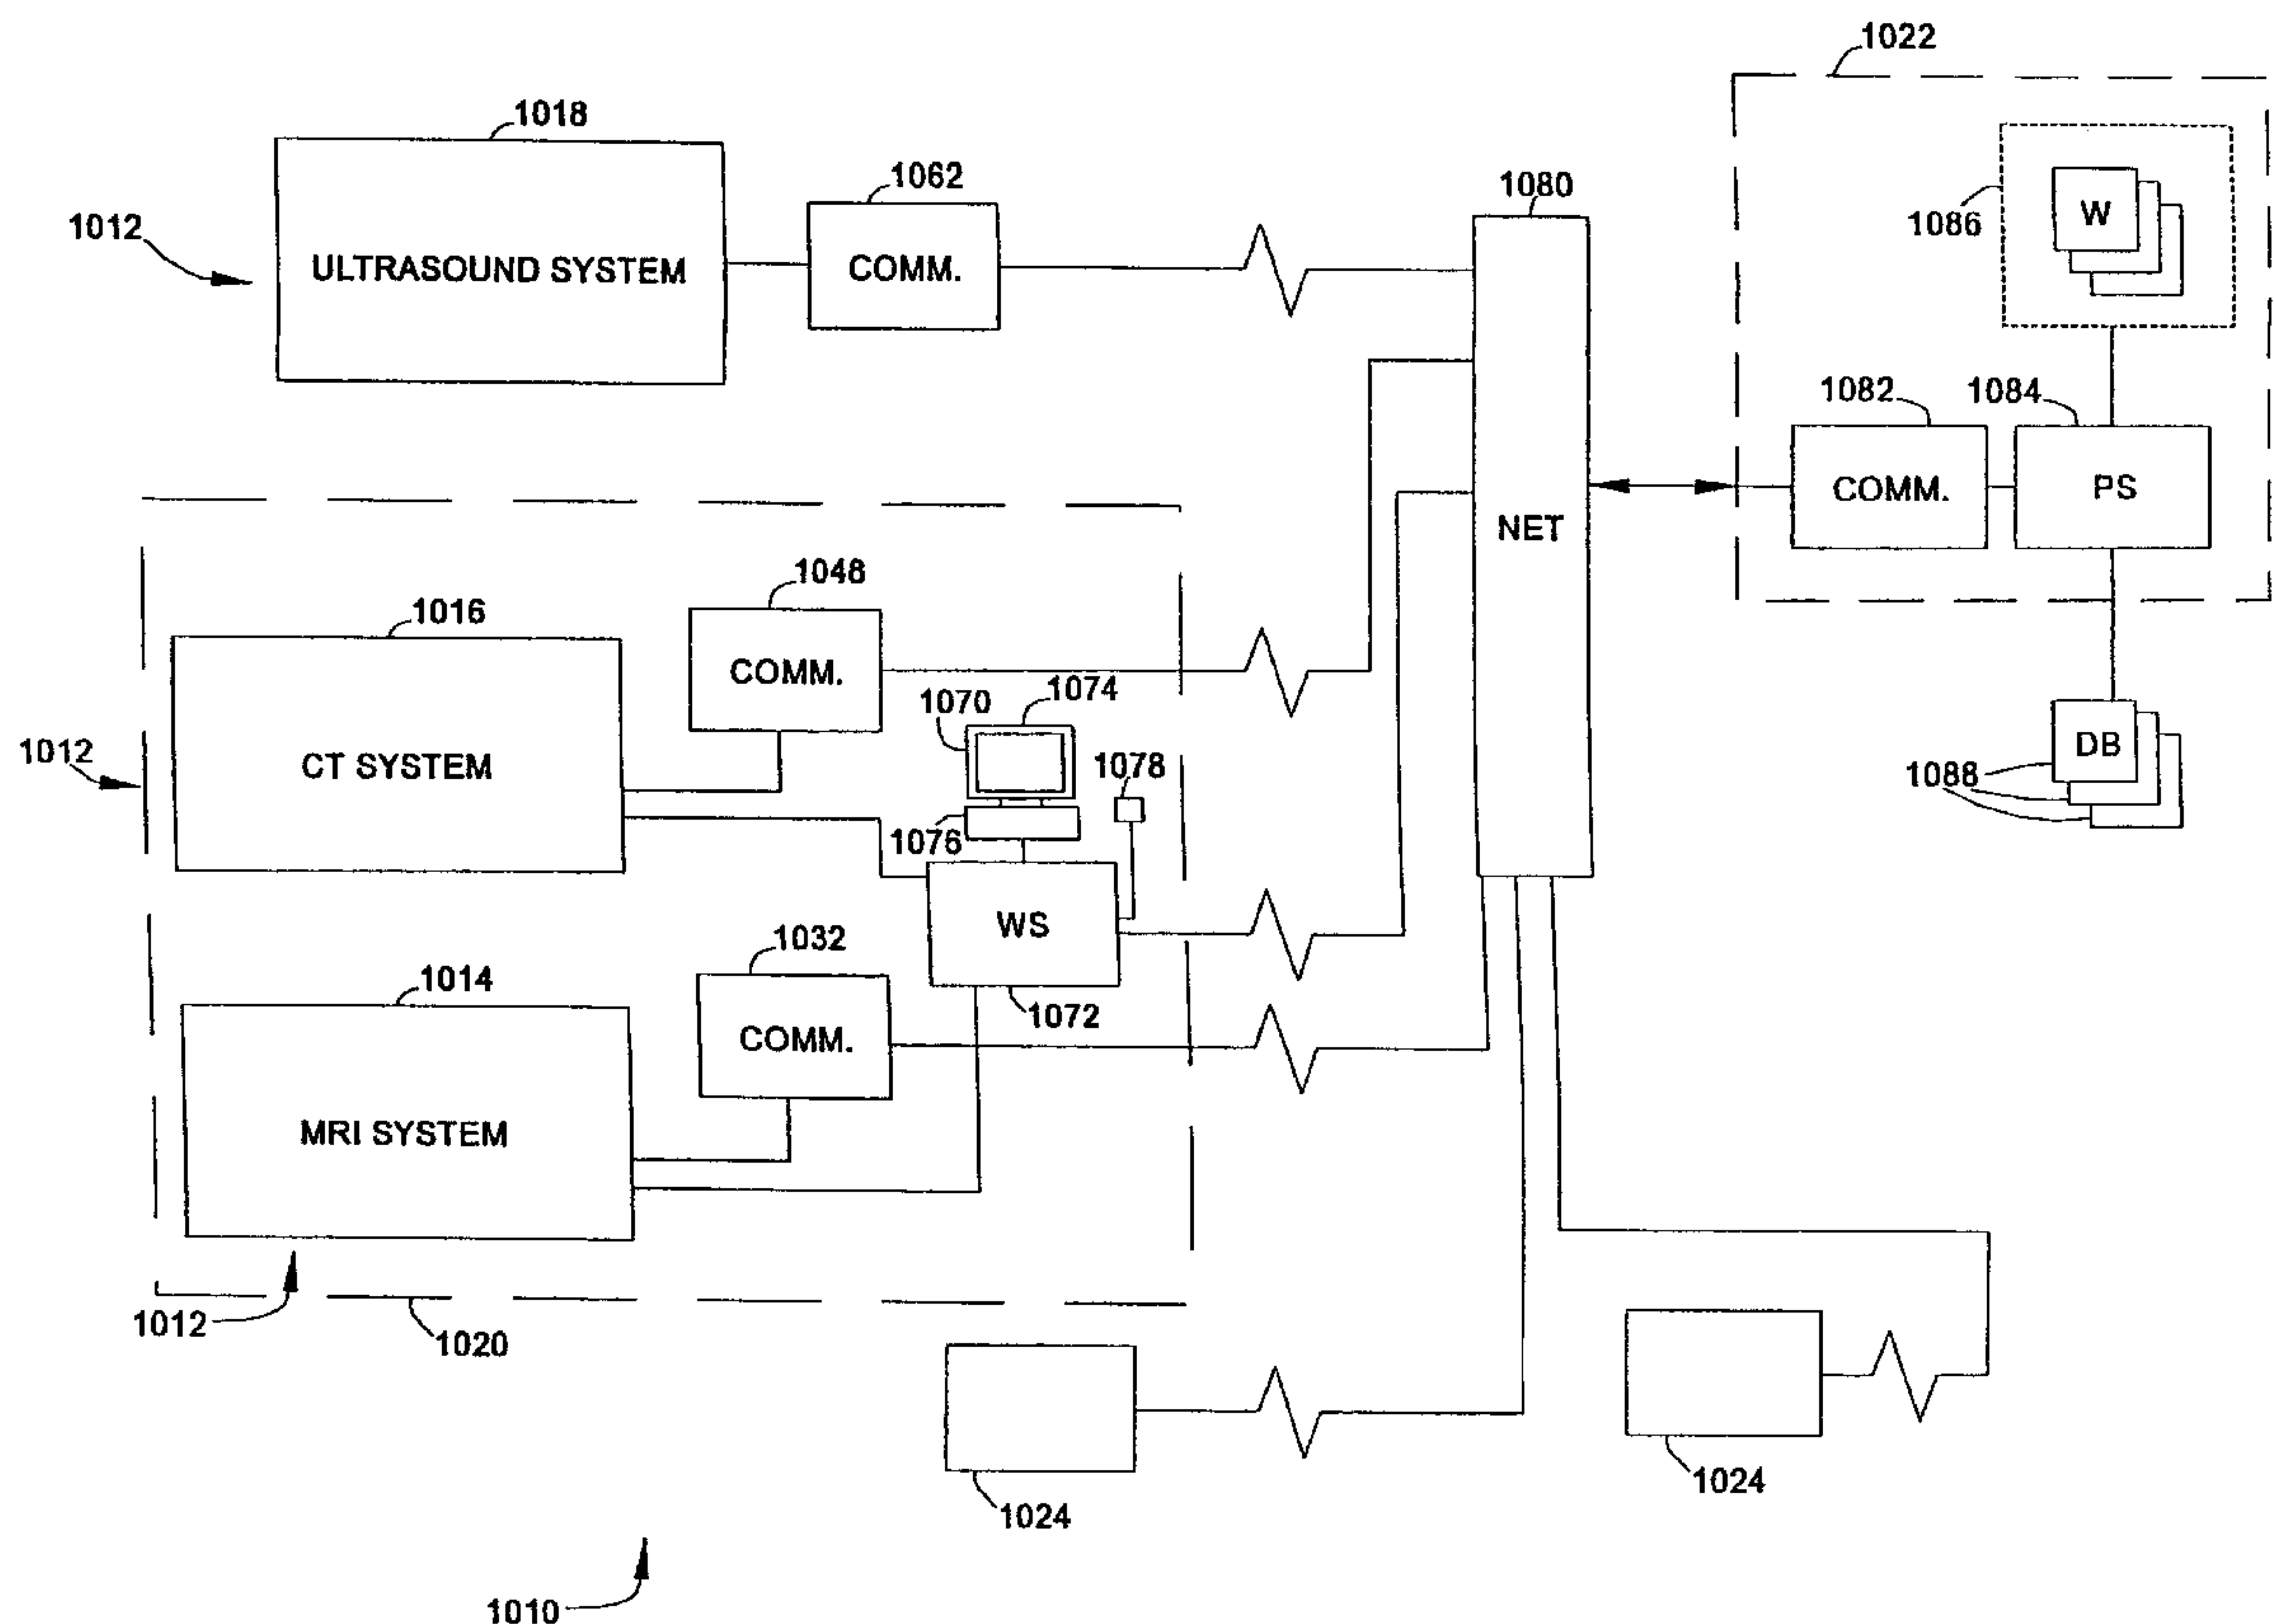 1022
1018
1062
1080
1086
W
1012
ULTRASOUND SYSTEM
COMM.
1082
1084
COMM.
PS
NET
1048
1016
COMM.
1070
1074
1012
CT SYSTEM
1078
DB
1088
1076
WS
1032
1014
1072
COMM.
MRI SYSTEM
1012
1020
1024
1024
1010